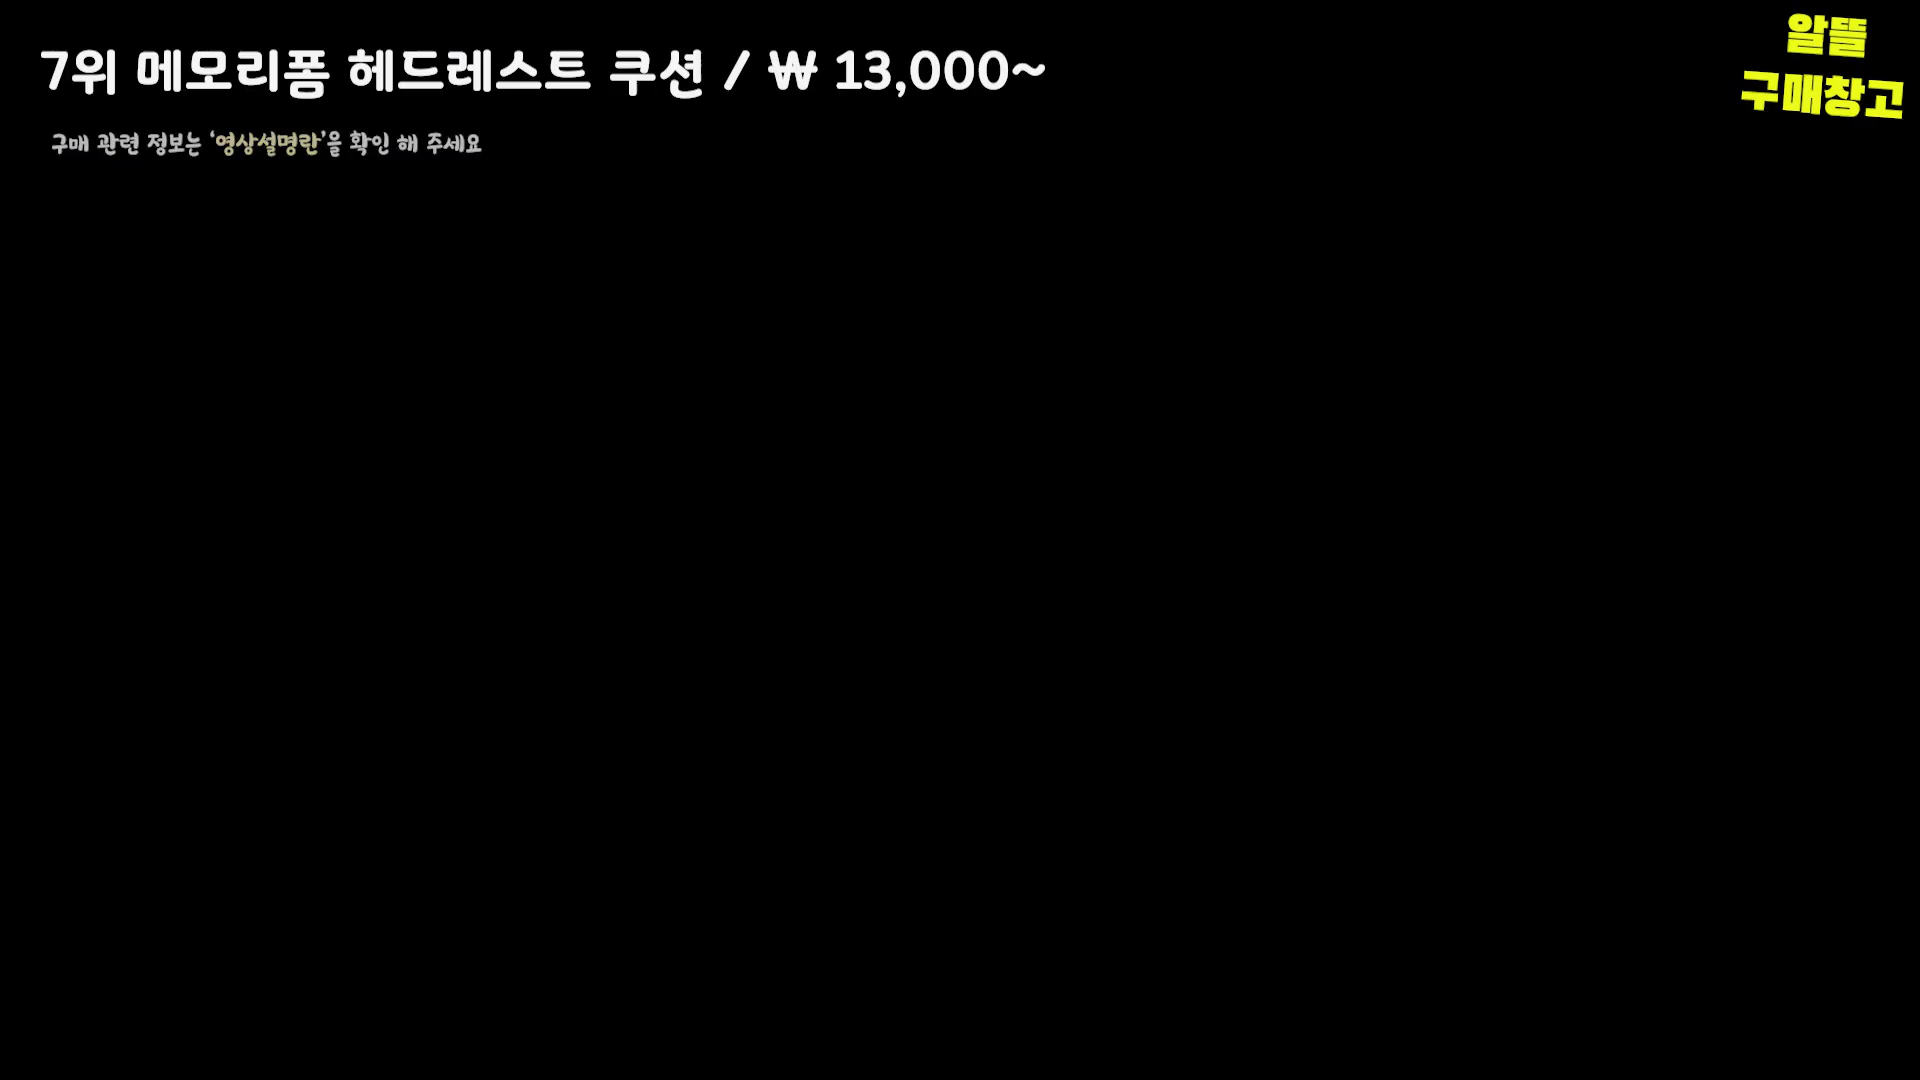 7위 메모리폼 헤드레스트 쿠션 / ₩ 13,000~
구매 관련 정보는 ‘영상설명란’을 확인 해 주세요
알뜰
구매창고